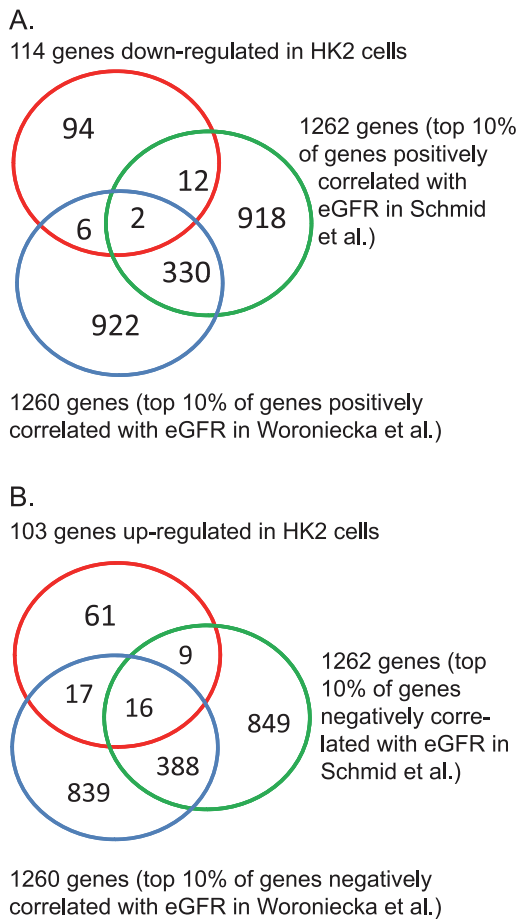 A.
114 genes down-regulated in HK2 cells
94
1262 genes (top 10%
of genes positively
correlated with
eGFR in Schmid
et al.)
12
6
2
918
330
922
1260 genes (top 10% of genes positively
correlated with eGFR in Woroniecka et al.)
B.
103 genes up-regulated in HK2 cells
61
9
1262 genes (top
10% of genes
negatively corre-
lated with eGFR in
Schmid et al.)
17
16
849
388
839
1260 genes (top 10% of genes negatively
correlated with eGFR in Woroniecka et al.)